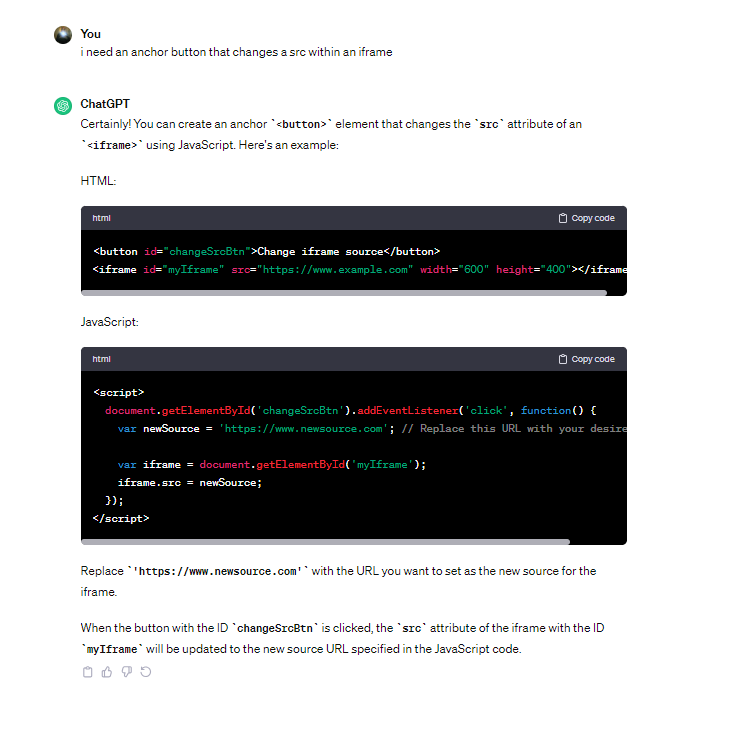 You
i need an anchor button that changes a src within an iframe
ChatGPT
Certainly! You can create an anchor `<button>` element that changes the `src` attribute of an
`<iframe>` using JavaScript. Here's an example:
HTML:
html
Copy code
<button id="changeSrcBtn">Change iframe source</button>
<iframe id="myIframe" src="https://www.example.com" width="600" height="400"></iframe
JavaScript:
html
Copy code
<script>
document.getElementById('changeSrcBtn').addEventListener('click', function() {
var newSource = 'https://www.newsource.com'; // Replace this URL with your desire
var iframe = document.getElementById('myIframe');
iframe.src = newSource;
});
</script>
Replace `'https://www.newsource.com'` with the URL you want to set as the new source for the
iframe.
When the button with the ID `changeSrcBtn` is clicked, the `src` attribute of the iframe with the ID
`myIframe` will be updated to the new source URL specified in the JavaScript code.